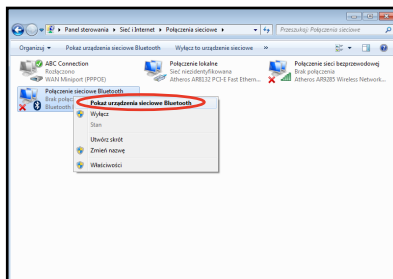 Panel sterowania ▸ Sieć i Internet ▸ Połączenia sieciowe ▸
Przeszukaj: Połączenia sieciowe
Organizuj Pokaż urządzenia sieciowe Bluetooth Wyłącz to urządzenie sieciowe »
ABC Connection
Rozłączono
WAN Miniport (PPPOE)
Połączenie lokalne
Sieć niezidentyfikowana
Atheros AR8132 PCI-E Fast Ethern...
Połączenie sieci bezprzewodowej
Brak połączenia
Atheros AR9285 Wireless Network...
Połączenie sieciowe Bluetooth
Brak połąc
Bluetooth
Pokaż urządzenia sieciowe Bluetooth
Wyłącz
Stan
Utwórz skrót
Zmień nazwę
Właściwości